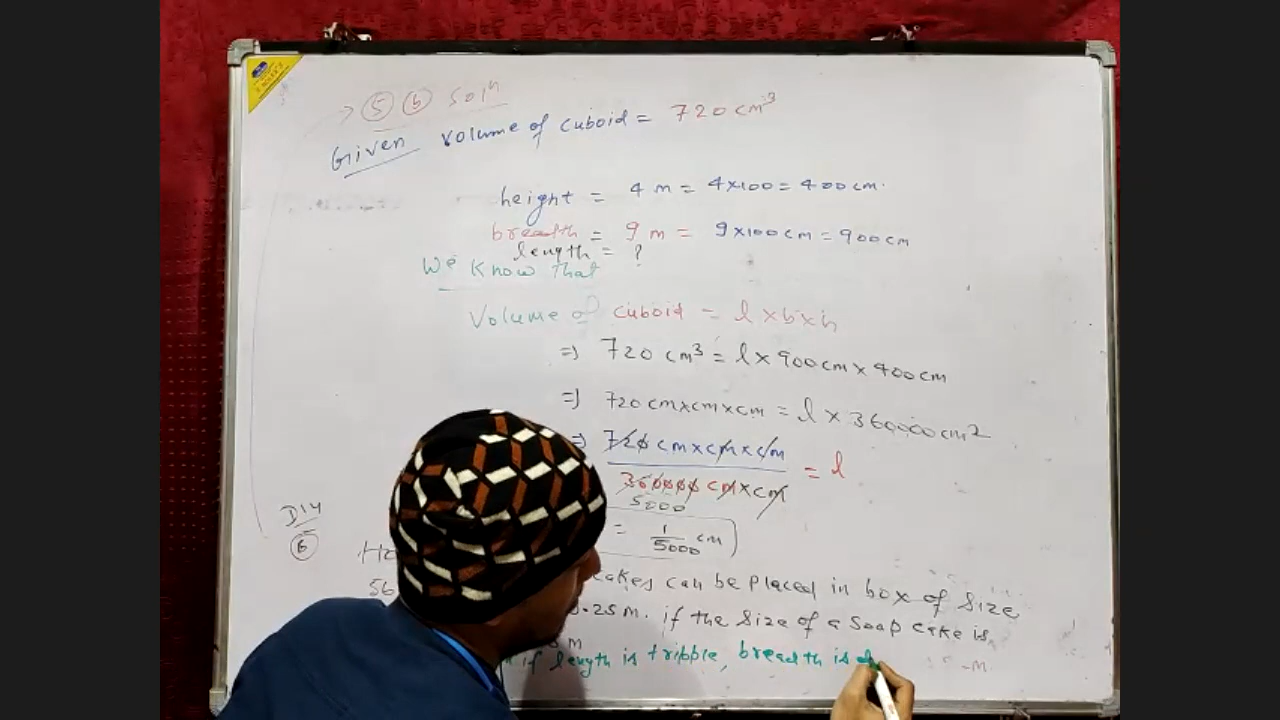 → ⑤ ⑥ Solⁿ
Given volume of cuboid = 720 cm³
height = 4 m = 4×100 = 400 cm.
breadth = 9 m = 9×100 cm = 900 cm
length = ?
We know that
Volume of cuboid = l × b × h
⇒ 720 cm³ = l × 900 cm × 400 cm
⇒ 720 cm×cm×cm = l × 360000 cm²
⇒ 720 cm×cm×cm
360000 cm×cm = l
5000
= 1/5000 cm
D14
⑥
cakes can be placed in box of size
56
.25 m. if the size of a soap cake is
m
if length is tripple, breadth is
m